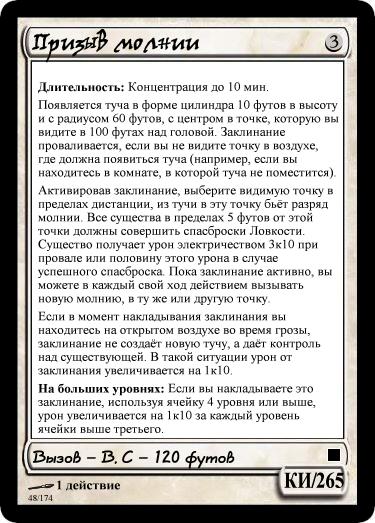 Призыв молнии
3
Длительность: Концентрация до 10 мин.
Появляется туча в форме цилиндра 10 футов в высоту
и с радиусом 60 футов, с центром в точке, которую вы
видите в 100 футах над головой. Заклинание
проваливается, если вы не видите точку в воздухе,
где должна появиться туча (например, если вы
находитесь в комнате, в которой туча не поместится).
Активировав заклинание, выберите видимую точку в
пределах дистанции, из тучи в эту точку бьёт разряд
молнии. Все существа в пределах 5 футов от этой
точки должны совершить спасброски Ловкости.
Существо получает урон электричеством 3к10 при
провале или половину этого урона в случае
успешного спасброска. Пока заклинание активно, вы
можете в каждый свой ход действием вызывать
новую молнию, в ту же или другую точку.
Если в момент накладывания заклинания вы
находитесь на открытом воздухе во время грозы,
заклинание не создаёт новую тучу, а даёт контроль
над существующей. В такой ситуации урон от
заклинания увеличивается на 1к10.
На больших уровнях: Если вы накладываете это
заклинание, используя ячейку 4 уровня или выше,
урон увеличивается на 1к10 за каждый уровень
ячейки выше третьего.
Вызов – В, С – 120 футов
КИ/265
1 действие
48/174